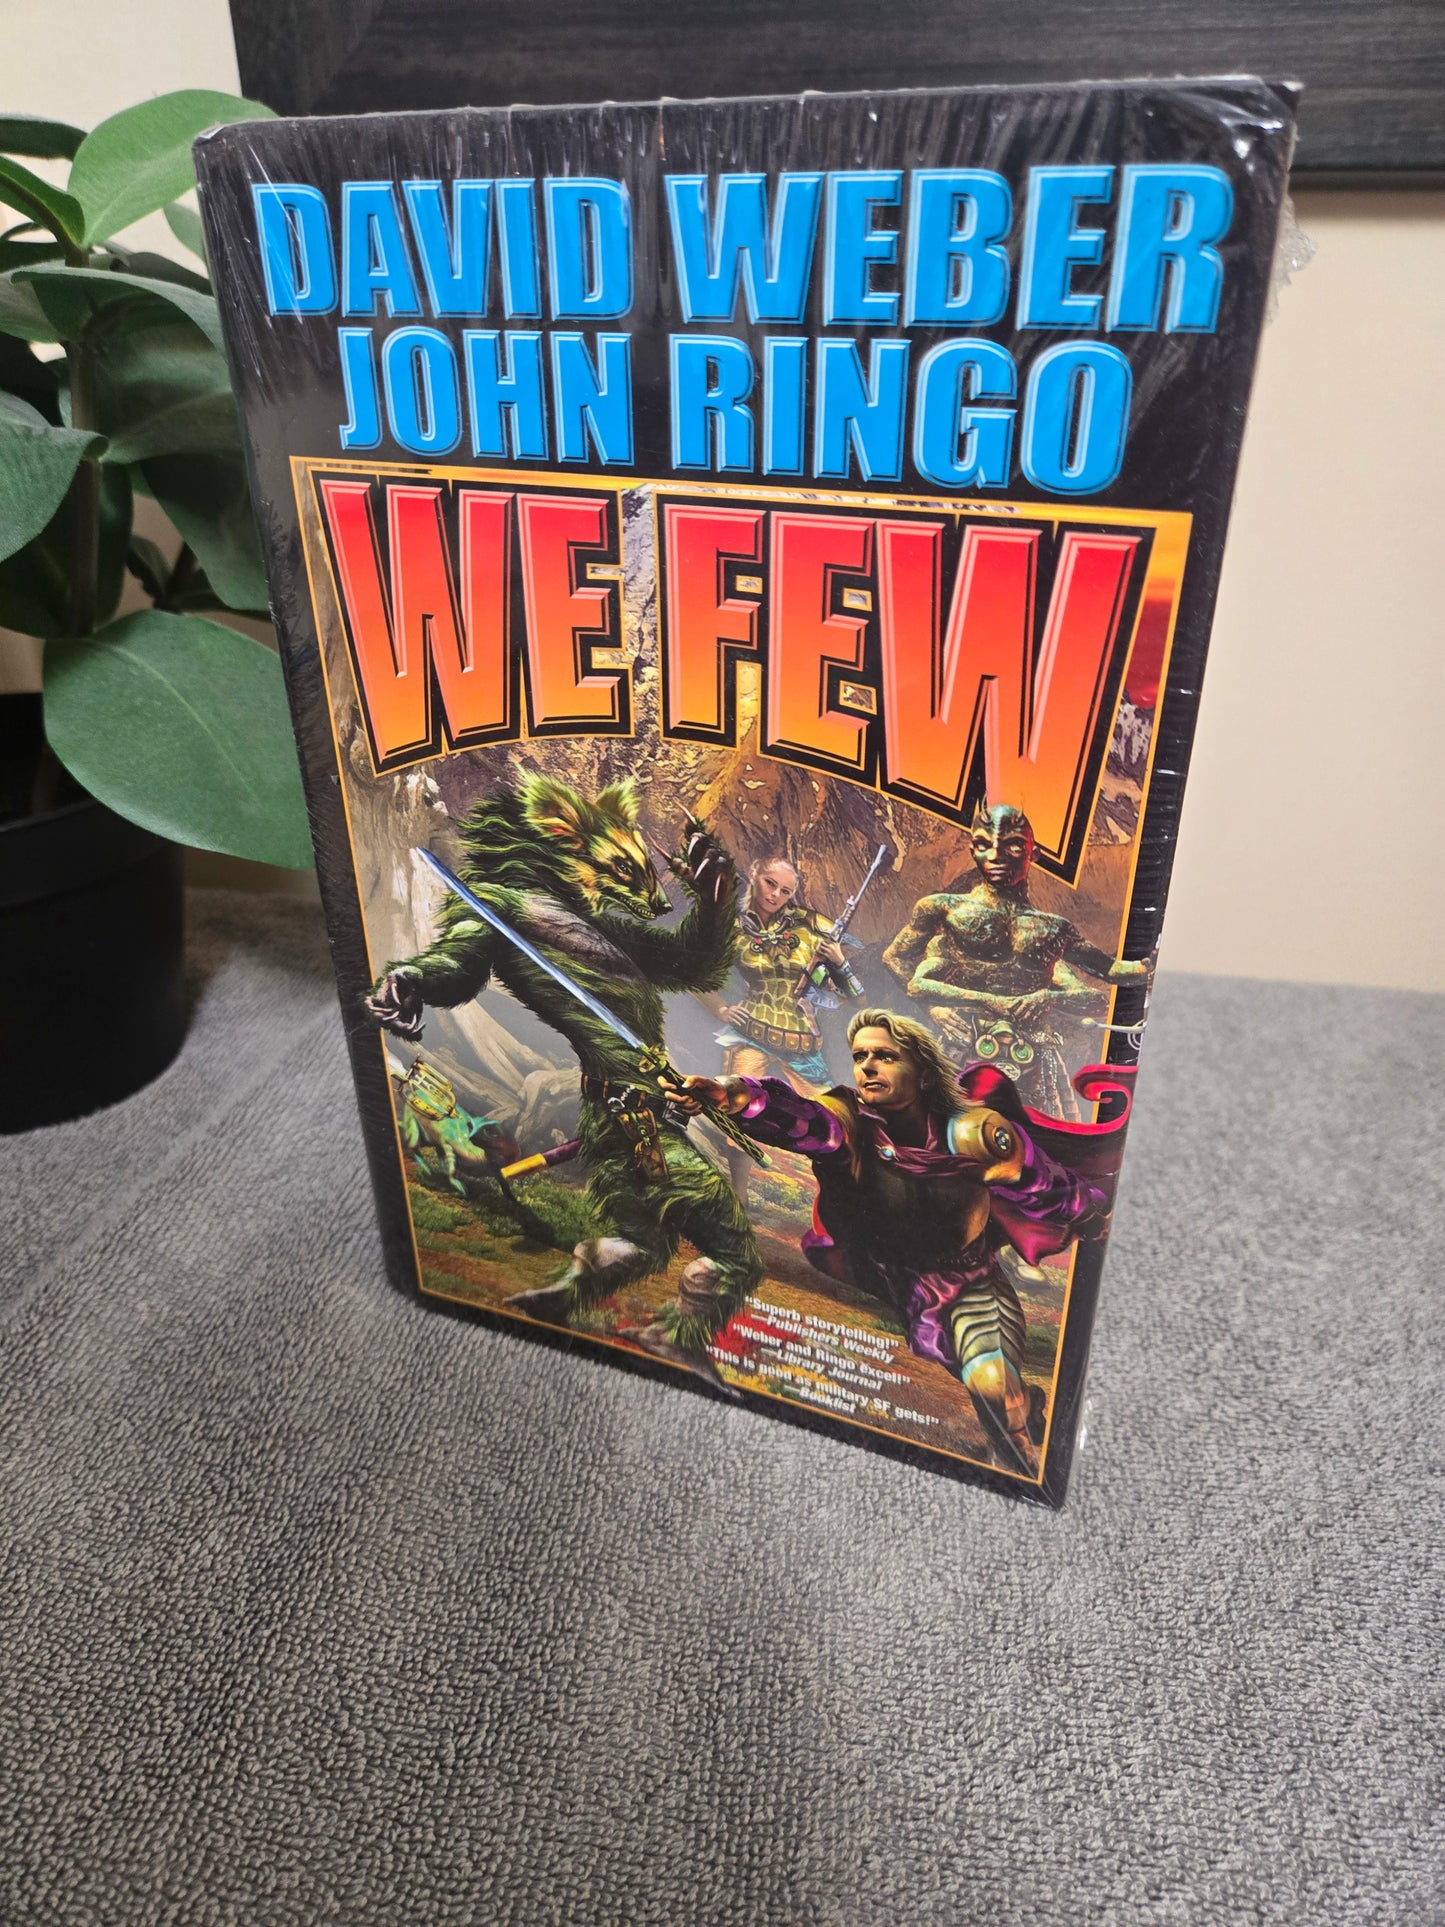 DAVID WEBER
JOHN RINGO
WE FEW
"Superb storytelling!"
—Publishers Weekly
"Weber and Ringo excel!"
—Library Journal
"This is good as military SF gets!"
—Booklist